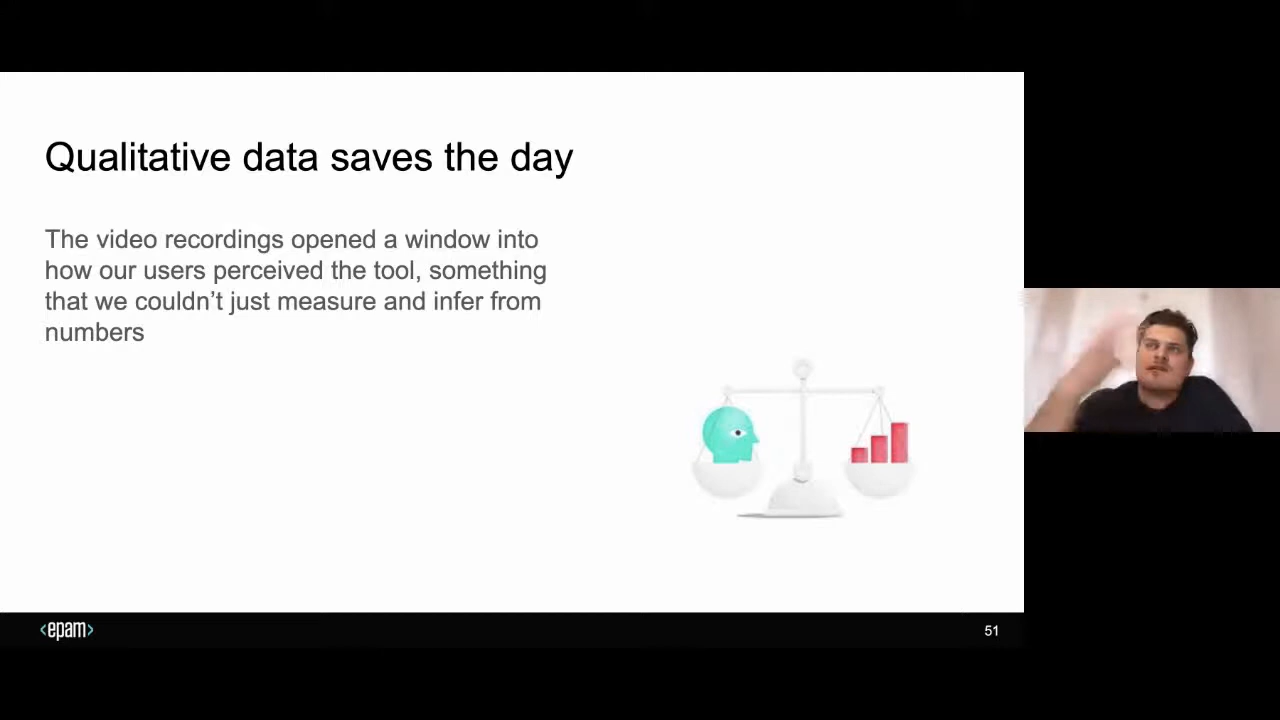 Qualitative data saves the day
The video recordings opened a window into
how our users perceived the tool, something
that we couldn’t just measure and infer from
numbers
<epam>
51